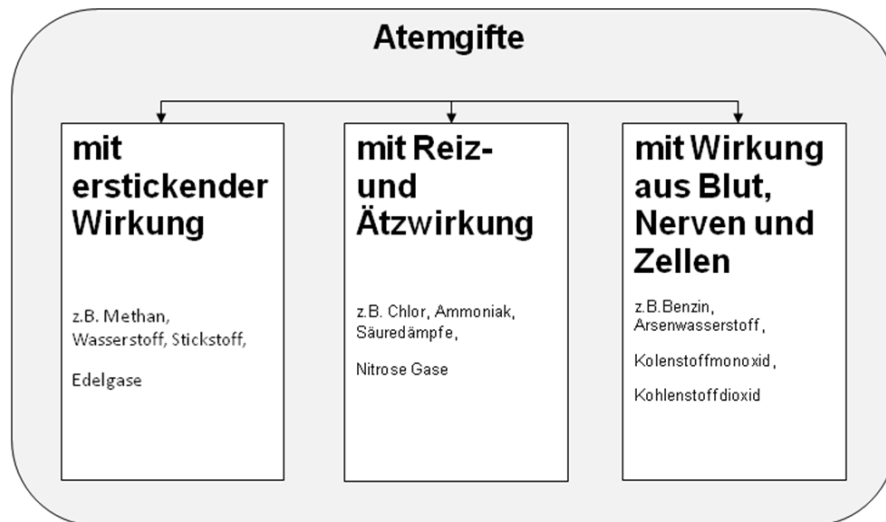 Atemgifte
mit
erstickender
Wirkung
z.B. Methan,
Wasserstoff, Stickstoff,
Edelgase
mit Reiz-
und
Ätzwirkung
z.B. Chlor, Ammoniak,
Säuredämpfe,
Nitrose Gase
mit Wirkung
aus Blut,
Nerven und
Zellen
z.B.Benzin,
Arsenwasserstoff,
Kolenstoffmonoxid,
Kohlenstoffdioxid